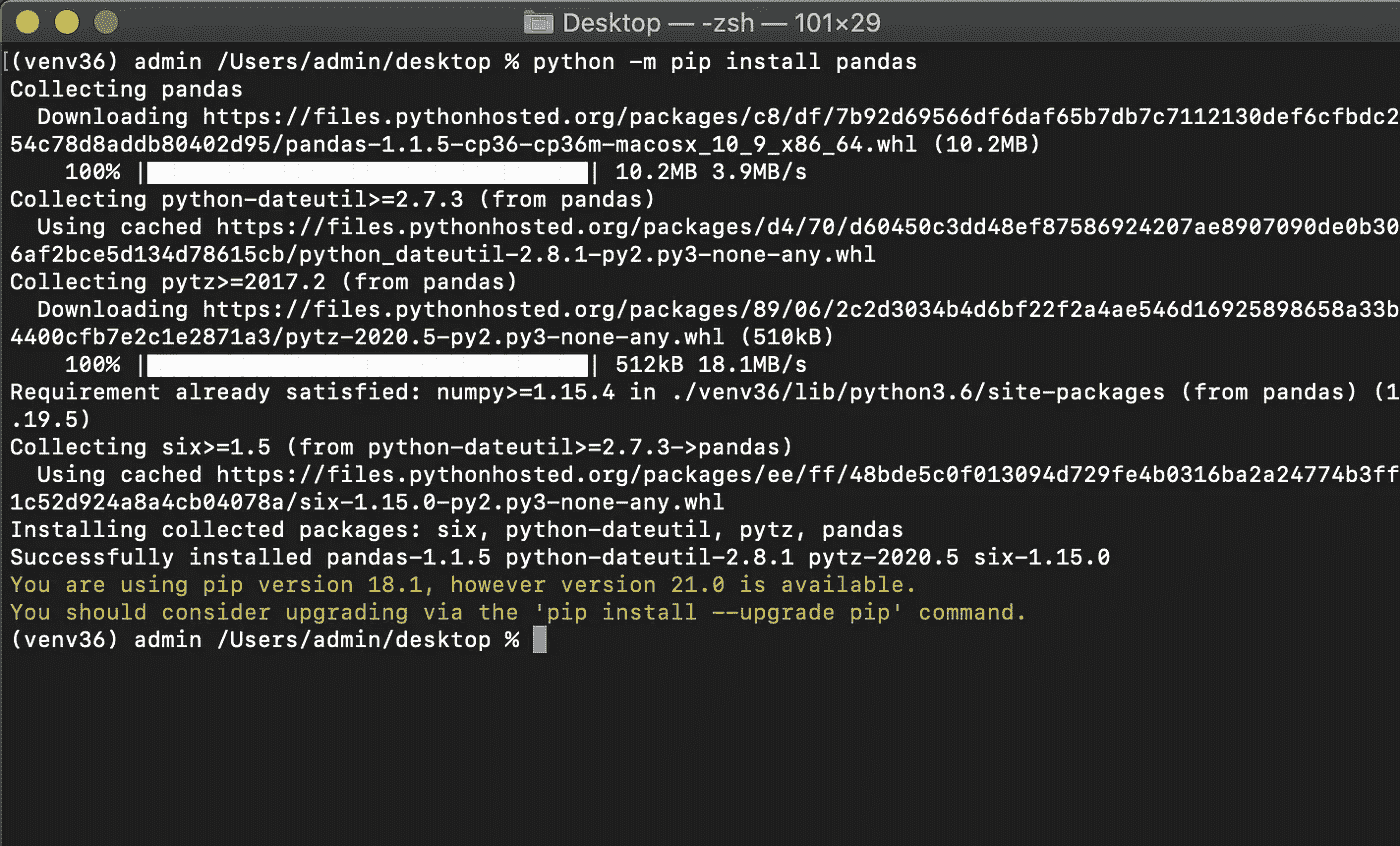 Desktop — -zsh — 101×29
[(venv36) admin /Users/admin/desktop % python -m pip install pandas
Collecting pandas
  Downloading https://files.pythonhosted.org/packages/c8/df/7b92d69566df6daf65b7db7c7112130def6cfbdc2
54c78d8addb80402d95/pandas-1.1.5-cp36-cp36m-macosx_10_9_x86_64.whl (10.2MB)
    100% |████████████████████████████████| 10.2MB 3.9MB/s
Collecting python-dateutil>=2.7.3 (from pandas)
  Using cached https://files.pythonhosted.org/packages/d4/70/d60450c3dd48ef87586924207ae8907090de0b30
6af2bce5d134d78615cb/python_dateutil-2.8.1-py2.py3-none-any.whl
Collecting pytz>=2017.2 (from pandas)
  Downloading https://files.pythonhosted.org/packages/89/06/2c2d3034b4d6bf22f2a4ae546d16925898658a33b
4400cfb7e2c1e2871a3/pytz-2020.5-py2.py3-none-any.whl (510kB)
    100% |████████████████████████████████| 512kB 18.1MB/s
Requirement already satisfied: numpy>=1.15.4 in ./venv36/lib/python3.6/site-packages (from pandas) (1
.19.5)
Collecting six>=1.5 (from python-dateutil>=2.7.3->pandas)
  Using cached https://files.pythonhosted.org/packages/ee/ff/48bde5c0f013094d729fe4b0316ba2a24774b3ff
1c52d924a8a4cb04078a/six-1.15.0-py2.py3-none-any.whl
Installing collected packages: six, python-dateutil, pytz, pandas
Successfully installed pandas-1.1.5 python-dateutil-2.8.1 pytz-2020.5 six-1.15.0
You are using pip version 18.1, however version 21.0 is available.
You should consider upgrading via the 'pip install --upgrade pip' command.
(venv36) admin /Users/admin/desktop %